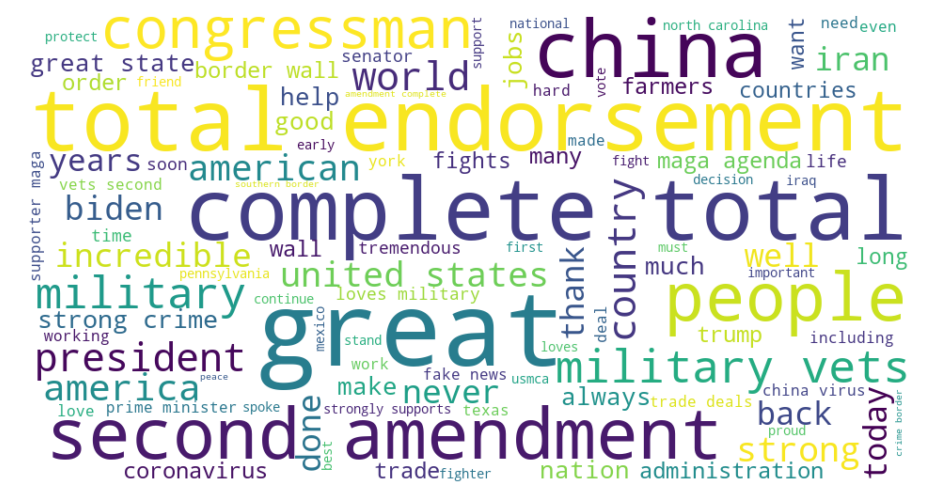 congressman
china
national
north carolina
need
even
protect
support
want
great state
border wall
senator
world
jobs
iran
order
friend
amendment complete
hard
vote
farmers
countries
help
total endorsement
good
early
made
supporter maga
years
soon
american
york
fights
many
fight
maga agenda
life
vets second
southern border
decision
iraq
biden
complete total
time
incredible
wall
tremendous
first
thank
country
must
well
long
much
pennsylvania
united states
important
military
continue
loves military
people
strong crime
mexico
great
deal
trump
including
working
stand
president
work
loves
military vets
peace
fake news
usmca
america
make
never
always
trade deals
china virus
love
prime minister
spoke
done
strongly supports
texas
back
today
crime border
second amendment
best
proud
strong
coronavirus
trade
fighter
nation
administration